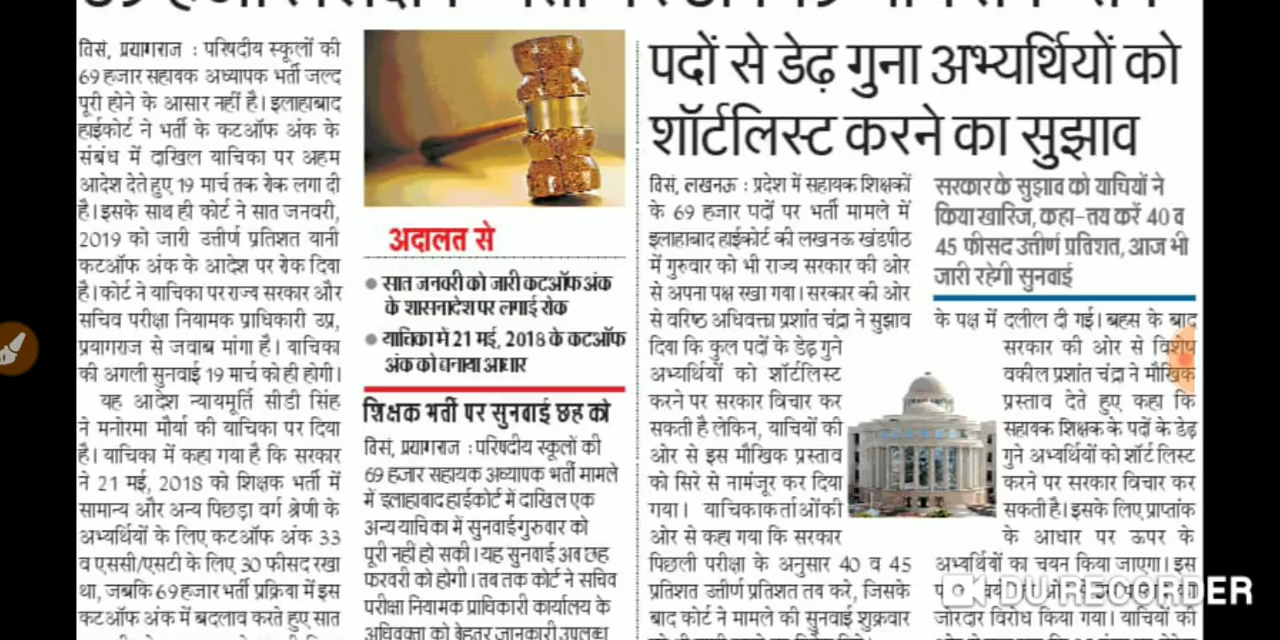 विसं, प्रयागराज : परिषदीय स्कूलों की
69 हजार सहायक अध्यापक भर्ती जल्द
पूरी होने के आसार नहीं है। इलाहाबाद
हाईकोर्ट ने भर्ती के कटऑफ अंक के
संबंध में दाखिल याचिका पर अहम
आदेश देते हुए 19 मार्च तक रोक लगा दी
है। इसके साथ ही कोर्ट ने सात जनवरी,
2019 को जारी उत्तीर्ण प्रतिशत यानी
कटऑफ अंक के आदेश पर रोक दिया
है। कोर्ट ने याचिका पर राज्य सरकार और
सचिव परीक्षा नियामक प्राधिकारी उप्र,
प्रयागराज से जवाब मांगा है। याचिका
की अगली सुनवाई 19 मार्च को ही होगी।
यह आदेश न्यायमूर्ति सीडी सिंह
ने मनोरमा मौर्या की याचिका पर दिया
है। याचिका में कहा गया है कि सरकार
ने 21 मई, 2018 को शिक्षक भर्ती में
सामान्य और अन्य पिछड़ा वर्ग श्रेणी के
अभ्यर्थियों के लिए कटऑफ अंक 33
व एससी/एसटी के लिए 30 फीसद रखा
था, जबकि 69 हजार भर्ती प्रक्रिया में इस
कटऑफ अंक में बदलाव करते हुए सात
अदालत से
● सात जनवरी को जारी कटऑफ अंक
के शासनादेश पर लगाई रोक
● याचिका में 21 मई, 2018 के कटऑफ
अंक को बनाया आधार
शिक्षक भर्ती पर सुनवाई छह को
विसं, प्रयागराज : परिषदीय स्कूलों की
69 हजार सहायक अध्यापक भर्ती मामले
में इलाहाबाद हाईकोर्ट में दाखिल एक
अन्य याचिका में सुनवाई गुरुवार को
पूरी नहीं हो सकी। यह सुनवाई अब छह
फरवरी को होगी। तब तक कोर्ट ने सचिव
परीक्षा नियामक प्राधिकारी कार्यालय के
अधिवक्ता को बेहतर जानकारी उपलब्ध
पदों से डेढ़ गुना अभ्यर्थियों को
शॉर्टलिस्ट करने का सुझाव
विसं, लखनऊ : प्रदेश में सहायक शिक्षकों
के 69 हजार पदों पर भर्ती मामले में
इलाहाबाद हाईकोर्ट की लखनऊ खंडपीठ
में गुरुवार को भी राज्य सरकार की ओर
से अपना पक्ष रखा गया। सरकार की ओर
से वरिष्ठ अधिवक्ता प्रशांत चंद्रा ने सुझाव
दिया कि कुल पदों के डेढ़ गुने
अभ्यर्थियों को शॉर्टलिस्ट
करने पर सरकार विचार कर
सकती है लेकिन, याचियों की
ओर से इस मौखिक प्रस्ताव
को सिरे से नामंजूर कर दिया
गया। याचिकाकर्ताओं की
ओर से कहा गया कि सरकार
पिछली परीक्षा के अनुसार 40 व 45
प्रतिशत उत्तीर्ण प्रतिशत तय करे, जिसके
बाद कोर्ट ने मामले की सुनवाई शुक्रवार
सरकार के सुझाव को याचियों ने
किया खारिज, कहा-तय करें 40 व
45 फीसद उत्तीर्ण प्रतिशत, आज भी
जारी रहेगी सुनवाई
के पक्ष में दलील दी गई। बहस के बाद
सरकार की ओर से विशेष
वकील प्रशांत चंद्रा ने मौखिक
प्रस्ताव देते हुए कहा कि
सहायक शिक्षक के पदों के डेढ़
गुने अभ्यर्थियों को शॉर्ट लिस्ट
करने पर सरकार विचार कर
सकती है। इसके लिए प्राप्तांक
के आधार पर ऊपर के
अभ्यर्थियों का चयन किया जाएगा। इस
DU RECORDER
जोरदार विरोध किया गया। याचियों की